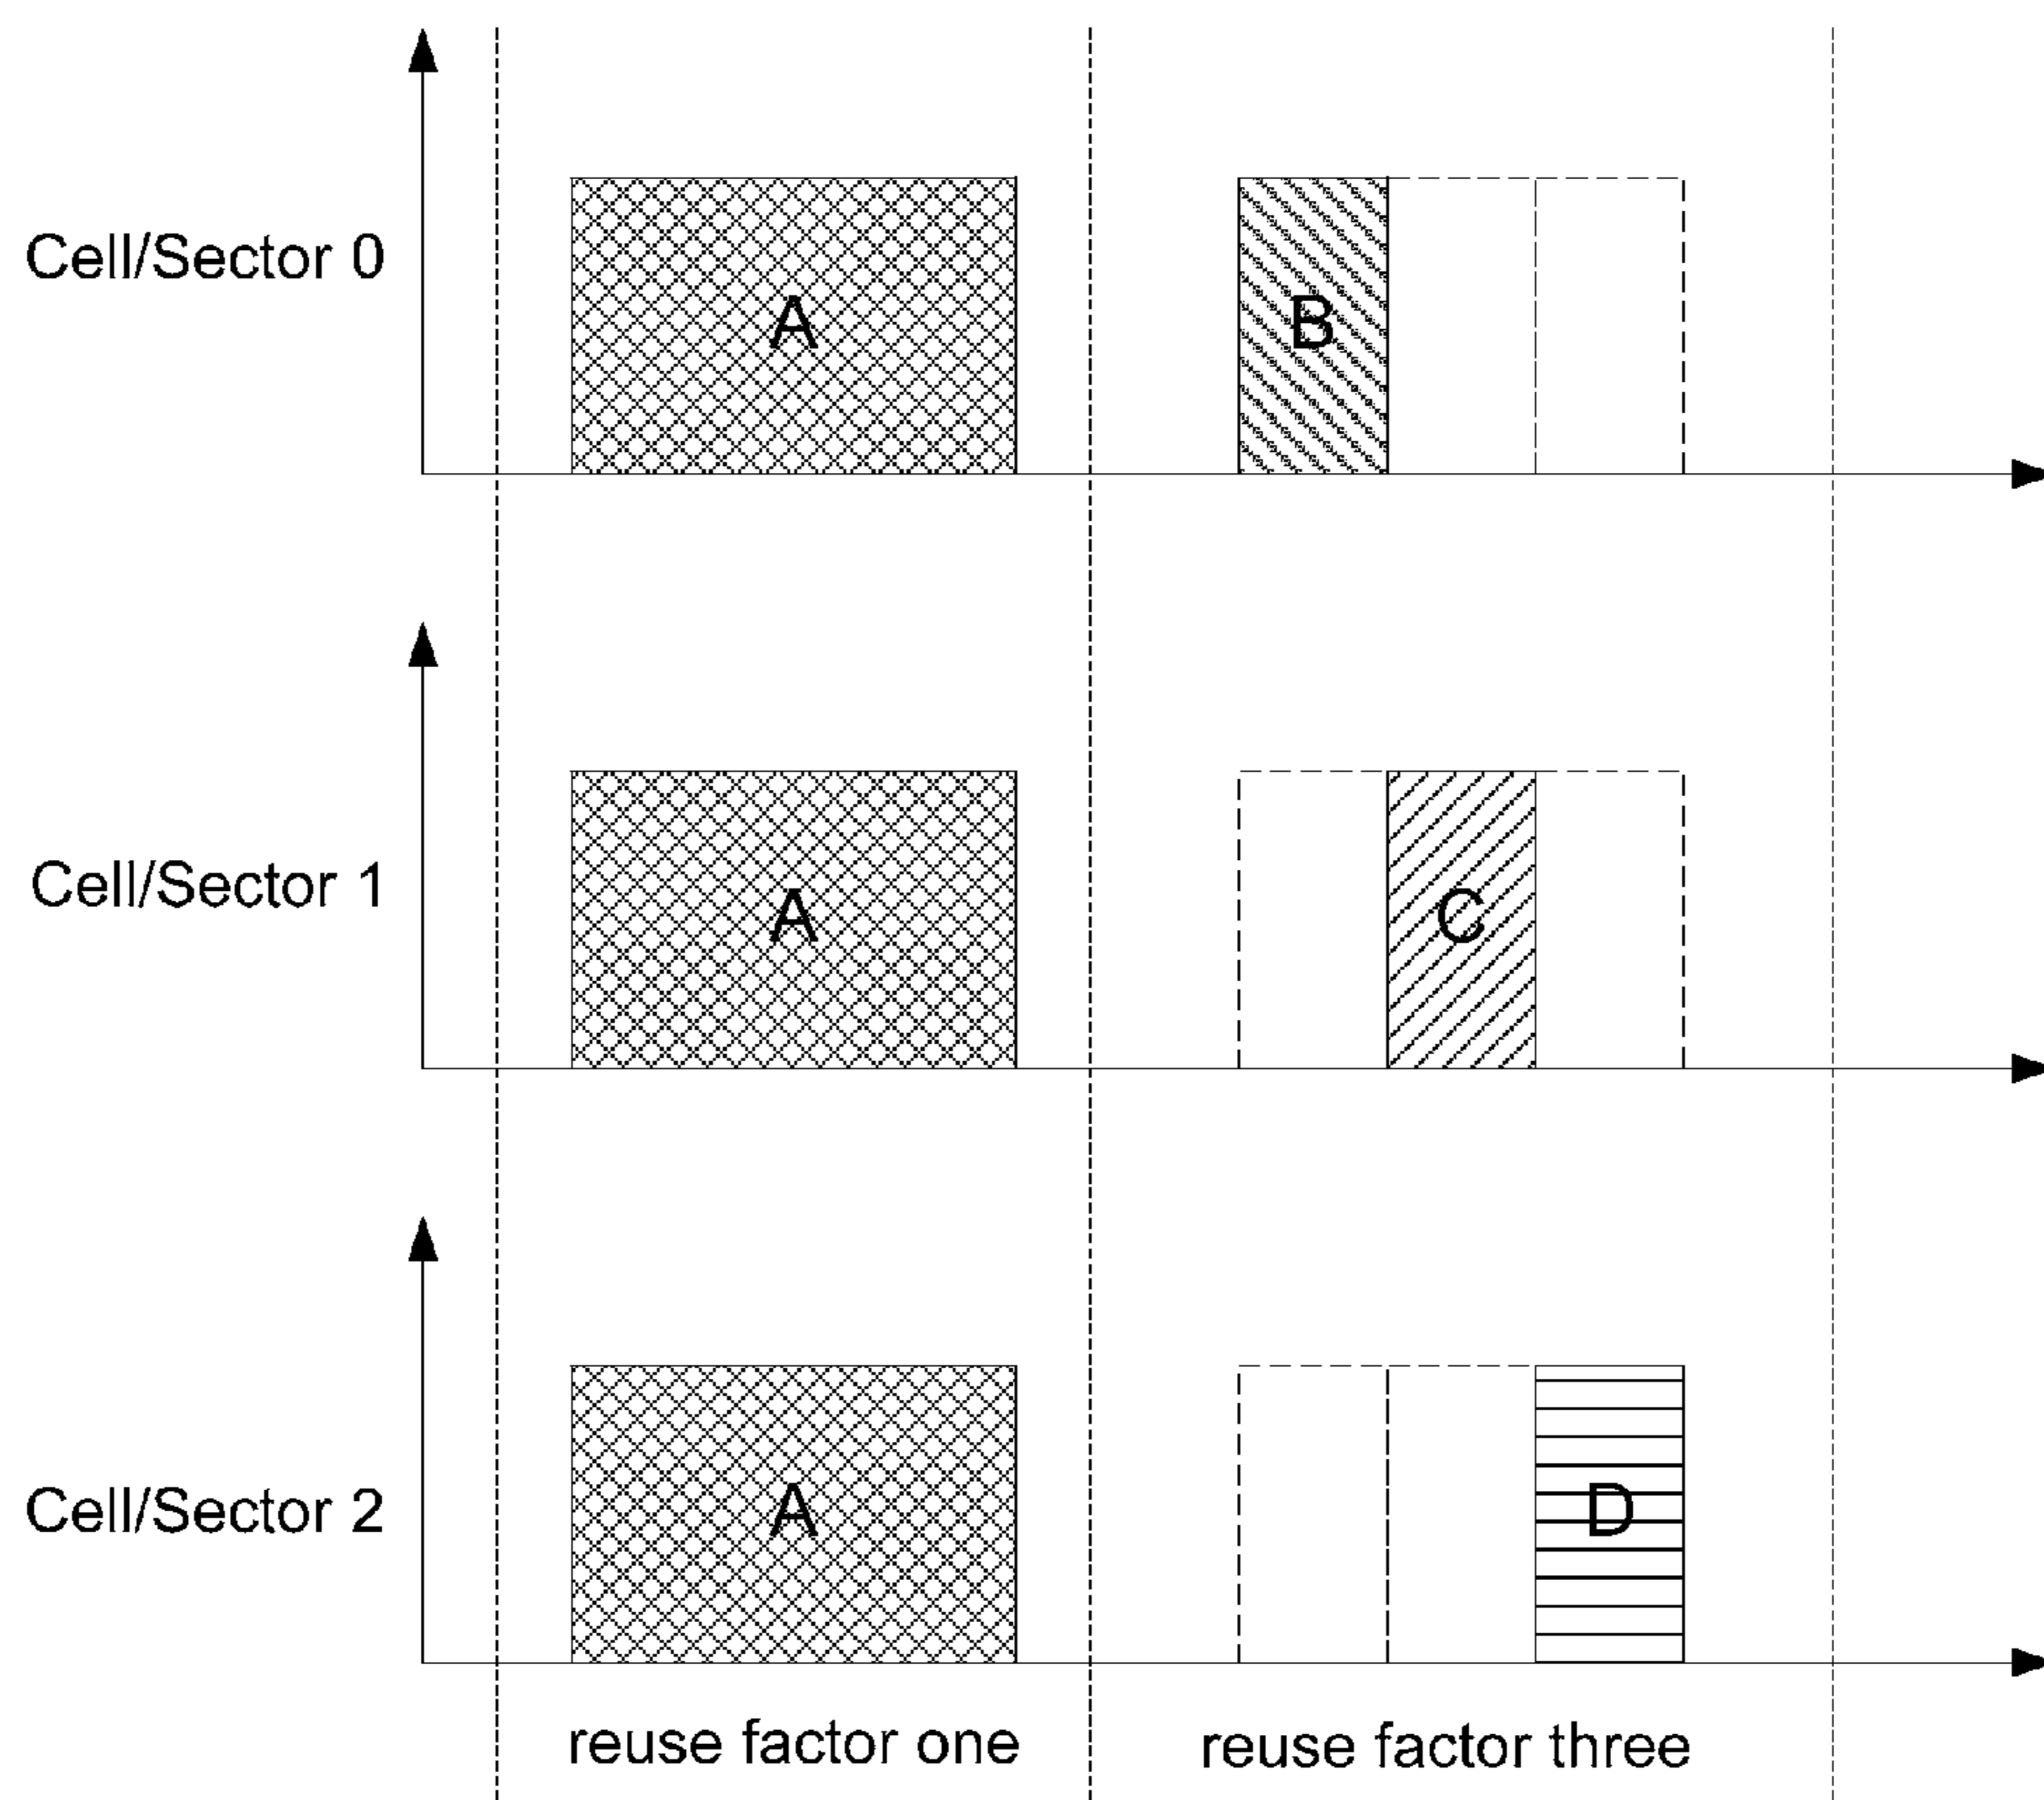 Cell/Sector 0
A
B
Cell/Sector 1
A
C
Cell/Sector 2
A
D
reuse factor one
reuse factor three